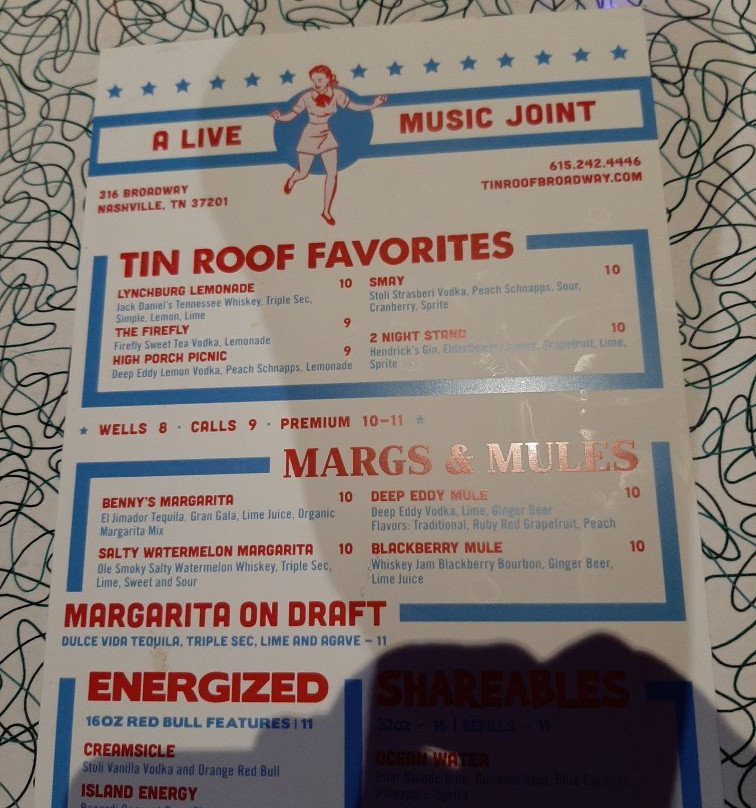 A LIVE MUSIC JOINT
316 BROADWAY
NASHVILLE, TN 37201
615.242.4446
TINROOFBROADWAY.COM
TIN ROOF FAVORITES
LYNCHBURG LEMONADE 10
Jack Daniel's Tennessee Whiskey, Triple Sec,
Simple, Lemon, Lime
THE FIREFLY 9
Firefly Sweet Tea Vodka, Lemonade
HIGH PORCH PICNIC 9
Deep Eddy Lemon Vodka, Peach Schnapps, Lemonade
SMAY 10
Stoli Strasberi Vodka, Peach Schnapps, Sour,
Cranberry, Sprite
2 NIGHT STAND 10
Hendrick's Gin, Grapefruit, Lime,
Sprite
WELLS 8 · CALLS 9 · PREMIUM 10-11
MARGS & MULES
BENNY'S MARGARITA 10
El Jimador Tequila, Gran Gala, Lime Juice, Organic
Margarita Mix
SALTY WATERMELON MARGARITA 10
Ole Smoky Salty Watermelon Whiskey, Triple Sec,
Lime, Sweet and Sour
DEEP EDDY MULE 10
Deep Eddy Vodka, Lime, Ginger Beer
Flavors: Traditional, Ruby Red Grapefruit, Peach
BLACKBERRY MULE 10
Whiskey Jam Blackberry Bourbon, Ginger Beer,
Lime Juice
MARGARITA ON DRAFT
DULCE VIDA TEQUILA, TRIPLE SEC, LIME AND AGAVE - 11
ENERGIZED
16OZ RED BULL FEATURES | 11
CREAMSICLE
Stoli Vanilla Vodka and Orange Red Bull
ISLAND ENERGY
SHAREABLES
32oz - 16 | REFILLS - 11
OCEAN WATER
Pineapple, Sprite